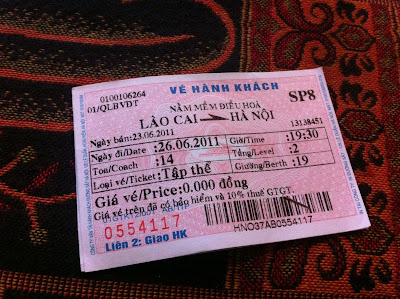 0100106264
01/QLBVDT
VÉ HÀNH KHÁCH
NẰM MỀM ĐIỀU HOÀ
SP8
LÀO CAI HÀ NỘI
Ngày bán:23.06.2011
13138451
Ngày đi/Date :26.06.2011 Giờ/Time :19:30
Toa/Coach :14 Tầng/Level :2
Loại vé/Ticket:Tập thể Giường/Berth :19
Giá vé/Price:0.000 đồng
Giá vé trên đã có bảo hiểm và 10% thuế GTGT.
0554117
HNO37AB0554117
Liên 2: Giao HK